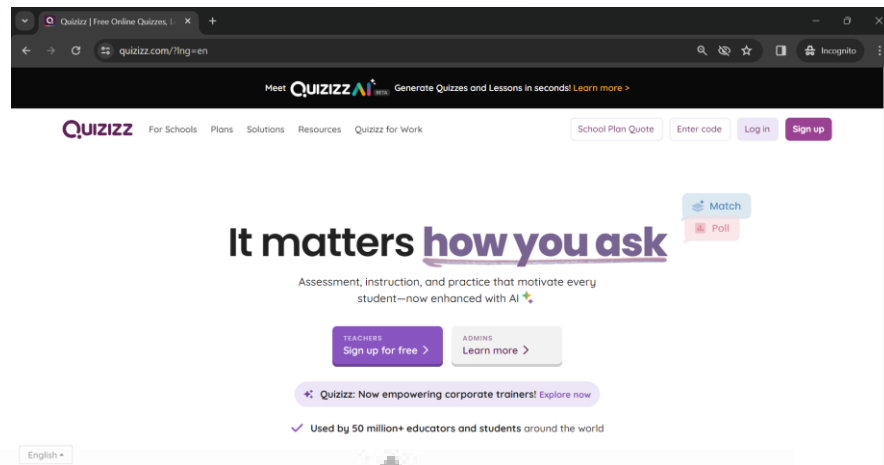 Quizizz | Free Online Quizzes, L
quizizz.com/?lng=en
Incognito
Meet QUIZIZZ AI BETA Generate Quizzes and Lessons in seconds! Learn more >
QUIZIZZ For Schools Plans Solutions Resources Quizizz for Work School Plan Quote Enter code Log in Sign up
Match
Poll
It matters how you ask
Assessment, instruction, and practice that motivate every
student—now enhanced with AI
TEACHERS
Sign up for free >
ADMINS
Learn more >
Quizizz: Now empowering corporate trainers! Explore now
Used by 50 million+ educators and students around the world
English